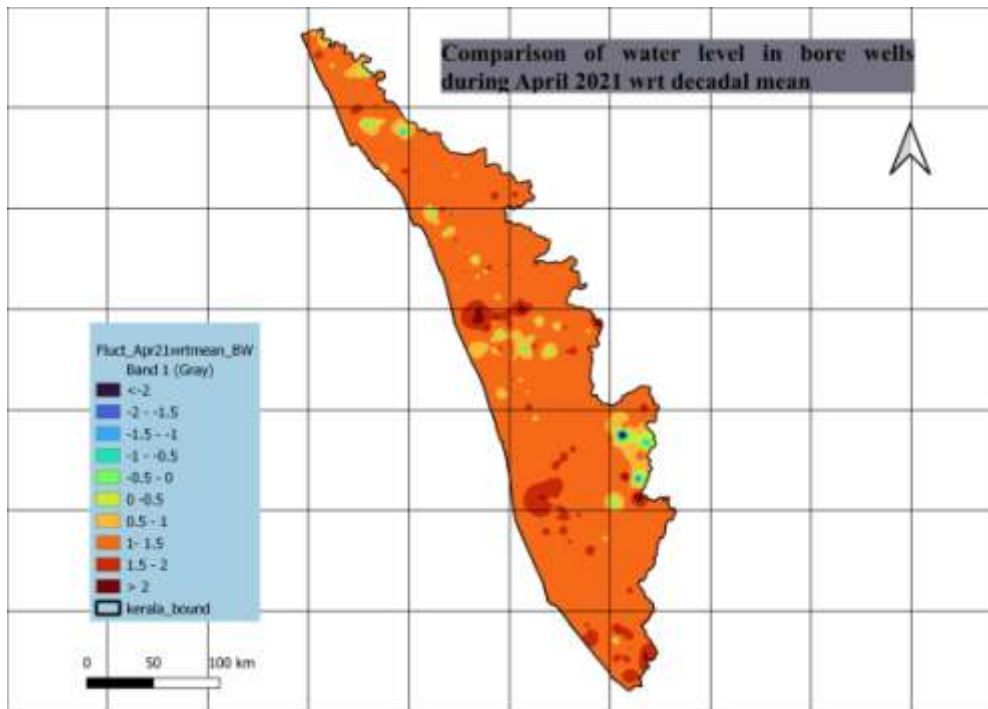 Comparison of water level in bore wells
during April 2021 wrt decadal mean
Fluct_Apr21wrtmean_BW
Band 1 (Gray)
<-2
-2 - -1.5
-1.5 - -1
-1 - -0.5
-0.5 - 0
0 -0.5
0.5 - 1
1- 1.5
1.5 - 2
> 2
kerala_bound
0 50 100 km